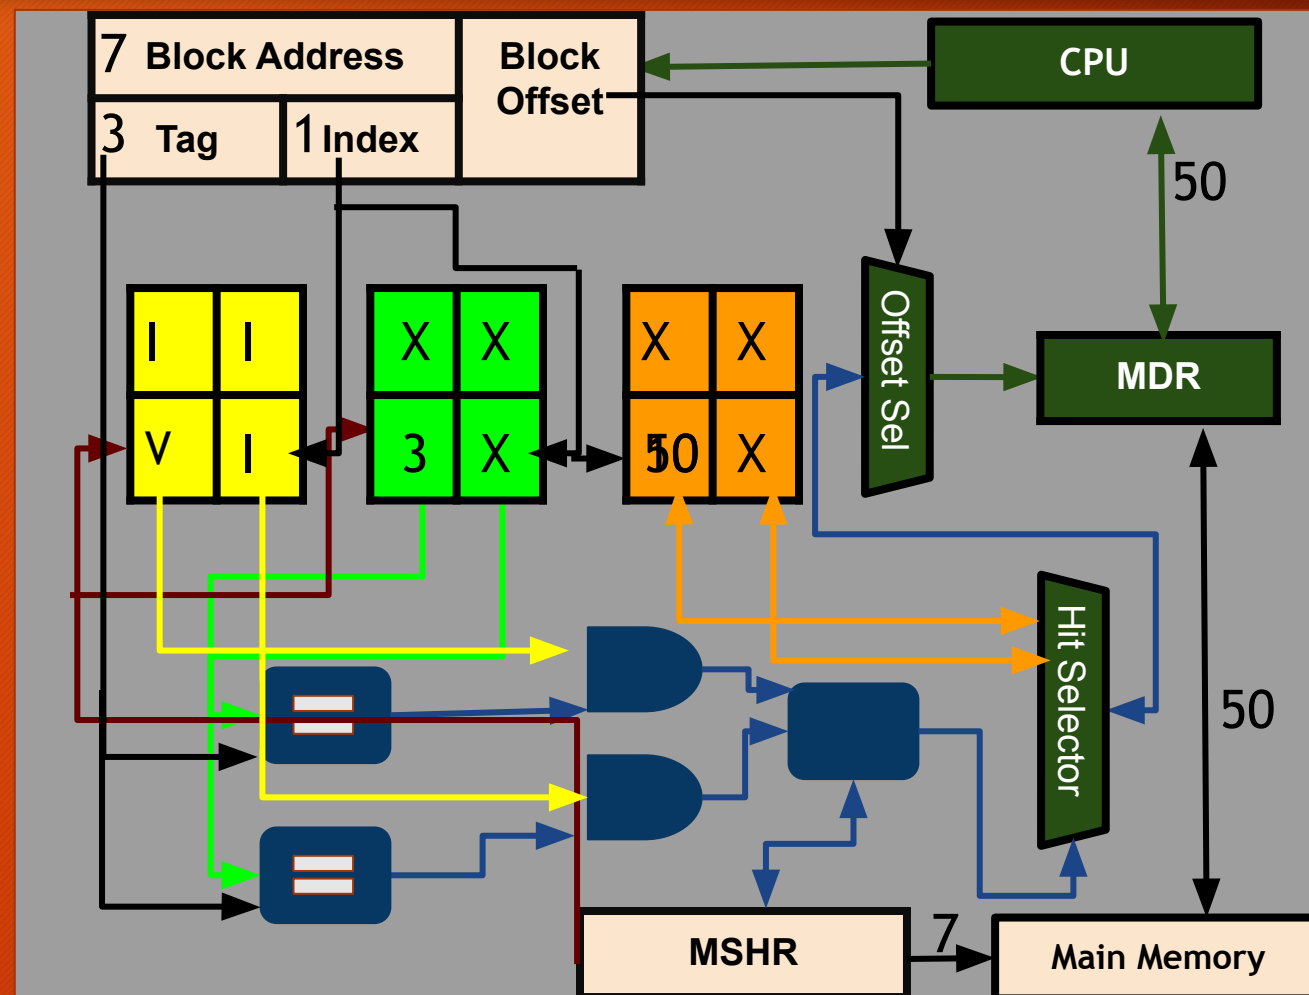 7 Block Address
Block
Offset
CPU
3 Tag
1 Index
50
I I
X X
X X
Offset Sel
MDR
V I
3 X
X
Hit Selector
50
MSHR
7
Main Memory